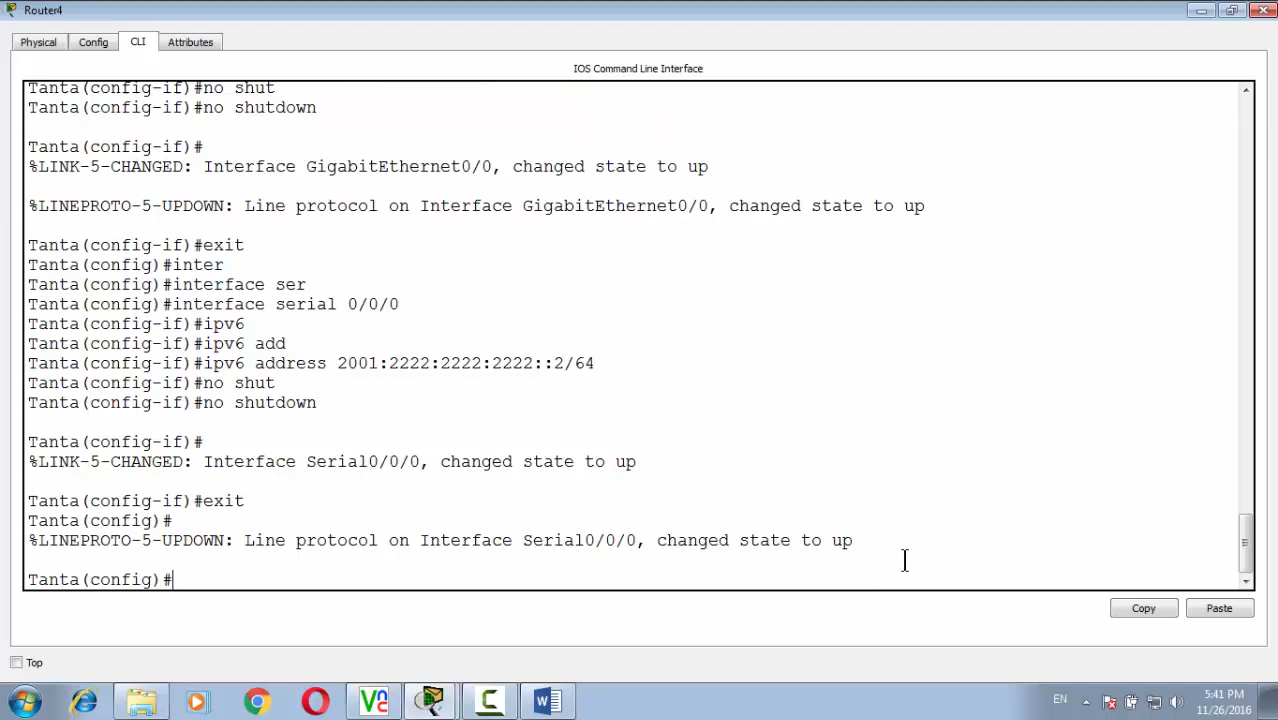 Router4
Physical
Config
CLI
Attributes
IOS Command Line Interface
Tanta(config-if)#no shut
Tanta(config-if)#no shutdown
Tanta(config-if)#
%LINK-5-CHANGED: Interface GigabitEthernet0/0, changed state to up
%LINEPROTO-5-UPDOWN: Line protocol on Interface GigabitEthernet0/0, changed state to up
Tanta(config-if)#exit
Tanta(config)#inter
Tanta(config)#interface ser
Tanta(config)#interface serial 0/0/0
Tanta(config-if)#ipv6
Tanta(config-if)#ipv6 add
Tanta(config-if)#ipv6 address 2001:2222:2222:2222::2/64
Tanta(config-if)#no shut
Tanta(config-if)#no shutdown
Tanta(config-if)#
%LINK-5-CHANGED: Interface Serial0/0/0, changed state to up
Tanta(config-if)#exit
Tanta(config)#
%LINEPROTO-5-UPDOWN: Line protocol on Interface Serial0/0/0, changed state to up
Tanta(config)#
Copy
Paste
Top
EN
5:41 PM
11/26/2016